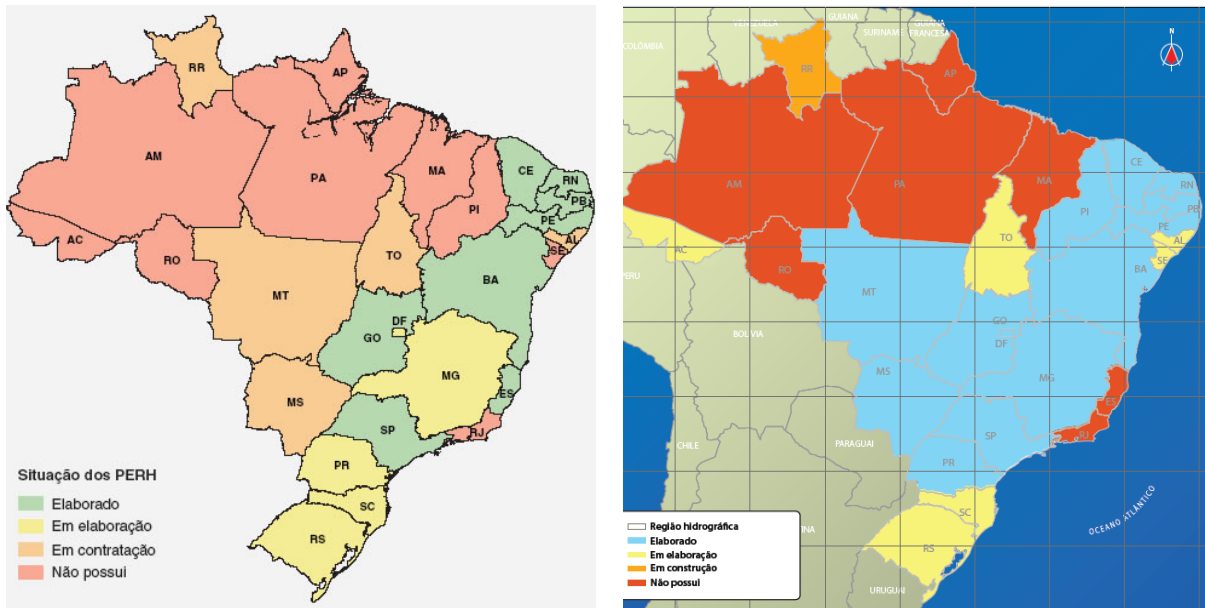 RR
AP
AM
PA
MA
CE
RN
PB
PE
PI
AL
SE
AC
RO
TO
BA
MT
DF
GO
MG
ES
MS
SP
RJ
PR
SC
RS
Situação dos PERH
Elaborado
Em elaboração
Em contratação
Não possui
VENEZUELA
GUIANA
SURINAME
GUIANA
FRANCESA
COLÔMBIA
N
RR
AP
AM
PA
MA
CE
RN
PB
PE
PI
AL
SE
AC
TO
RO
BA
PERU
MT
GO
DF
BOLIVIA
MS
MG
ES
SP
RJ
CHILE
PARAGUAI
PR
SC
RS
OCEANO ATLÂNTICO
URUGUAI
Região hidrográfica
Elaborado
Em elaboração
Em construção
Não possui